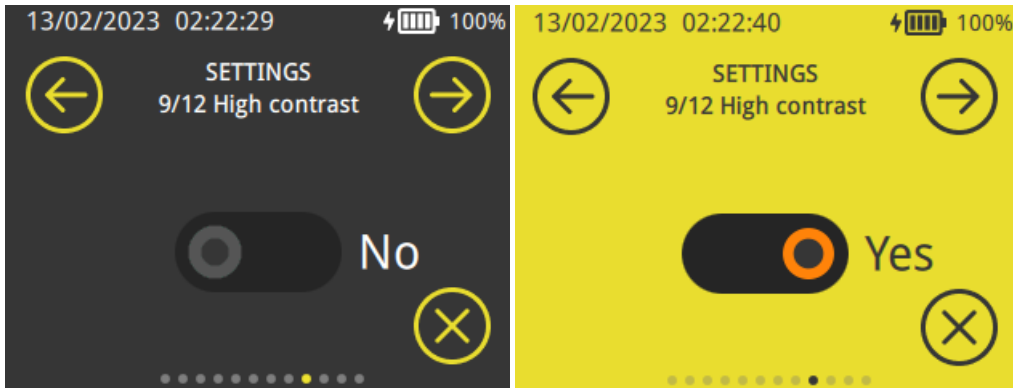 13/02/2023 02:22:29 100%
SETTINGS
9/12 High contrast
No
13/02/2023 02:22:40 100%
SETTINGS
9/12 High contrast
Yes